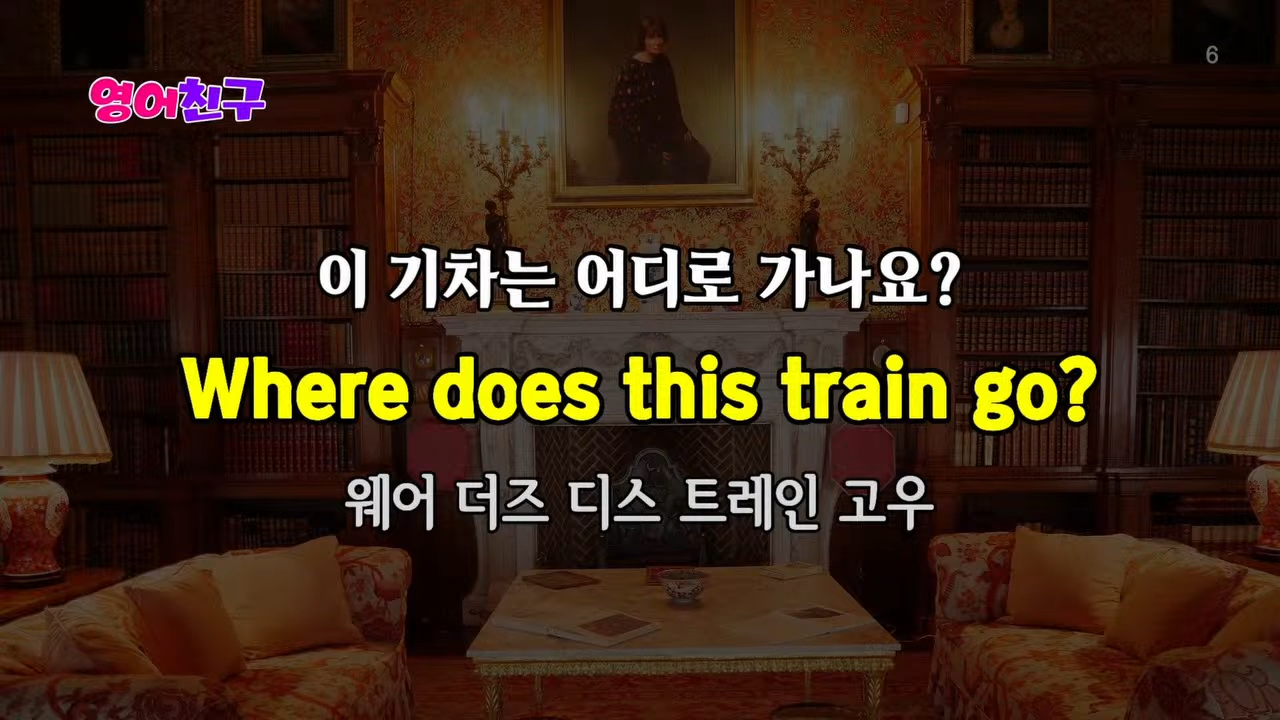 6
영어친구
이 기차는 어디로 가나요?
Where does this train go?
웨어 더즈 디스 트레인 고우